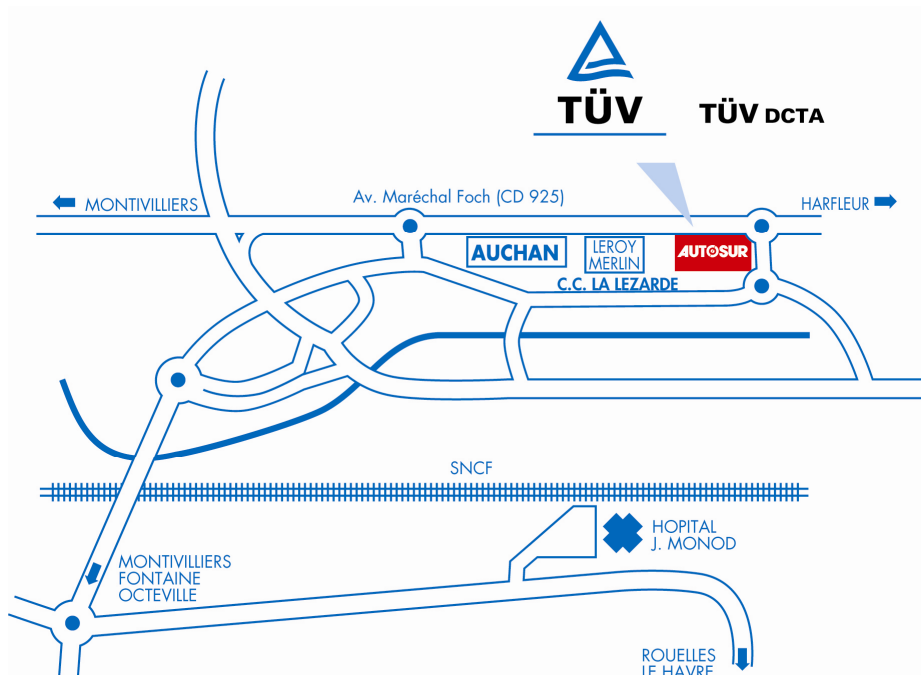 TÜV
TÜV DCTA
MONTIVILLIERS
Av. Maréchal Foch (CD 925)
HARFLEUR
AUCHAN
LEROY
MERLIN
AUTOSUR
C.C. LA LEZARDE
SNCF
HOPITAL
J. MONOD
MONTIVILLIERS
FONTAINE
OCTEVILLE
ROUELLES
LE HAVRE